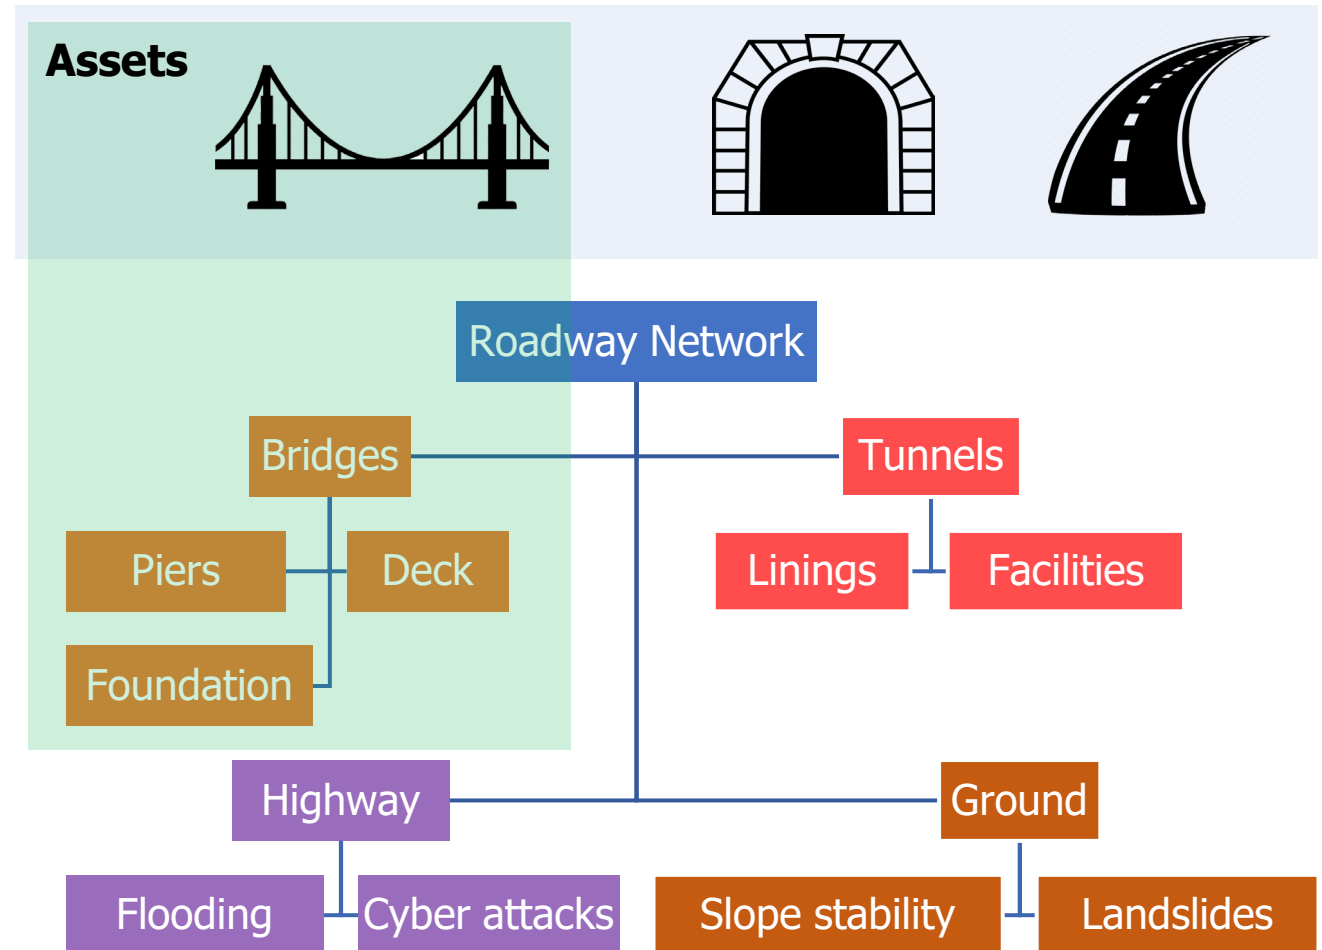 Assets
Roadway Network
Bridges
Tunnels
Piers
Deck
Linings
Facilities
Foundation
Highway
Ground
Flooding
Cyber attacks
Slope stability
Landslides